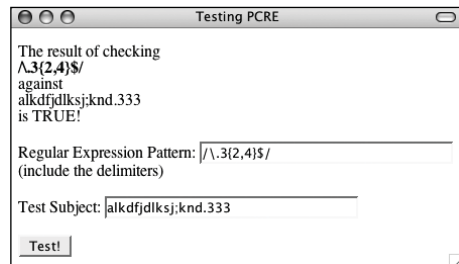 Testing PCRE
The result of checking
/\.3{2,4}$/
against
alkdfjdlksj;knd.333
is TRUE!
Regular Expression Pattern: /\.3{2,4}$/
(include the delimiters)
Test Subject: alkdfjdlksj;knd.333
Test!